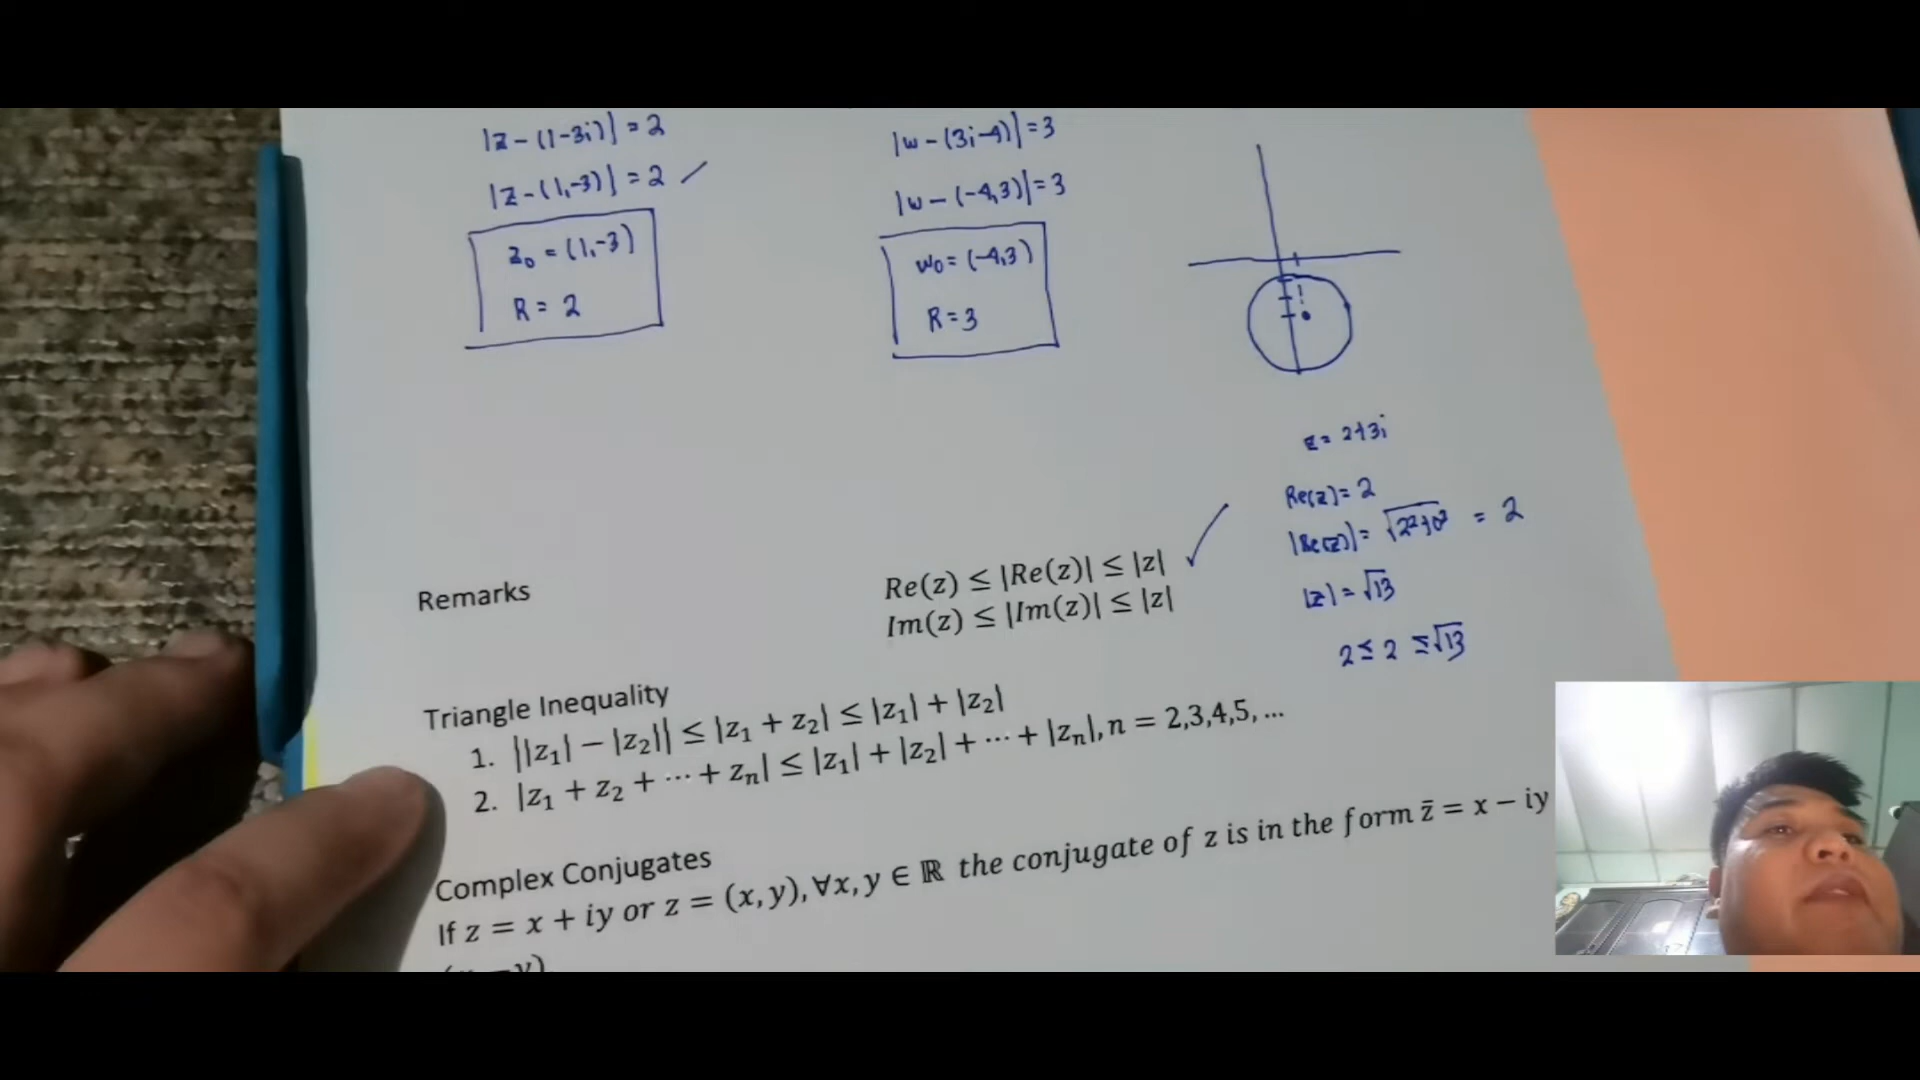 |z - (1-3i)| = 2
|z - (1,-3)| = 2
z₀ = (1,-3)
R = 2
|w - (3i-4)| = 3
|w - (-4,3)| = 3
w₀ = (-4,3)
R = 3
z = 2+3i
Re(z) = 2
|Re(z)| = √2²+0² = 2
|z| = √13
2 ≤ 2 ≤ √13
Remarks
Re(z) ≤ |Re(z)| ≤ |z|
Im(z) ≤ |Im(z)| ≤ |z|
Triangle Inequality
1. ||z₁| − |z₂|| ≤ |z₁ + z₂| ≤ |z₁| + |z₂|
2. |z₁ + z₂ + ⋯ + zₙ| ≤ |z₁| + |z₂| + ⋯ + |zₙ|, n = 2,3,4,5, ...
Complex Conjugates
If z = x + iy or z = (x, y), ∀x, y ∈ ℝ the conjugate of z is in the form z̄ = x − iy